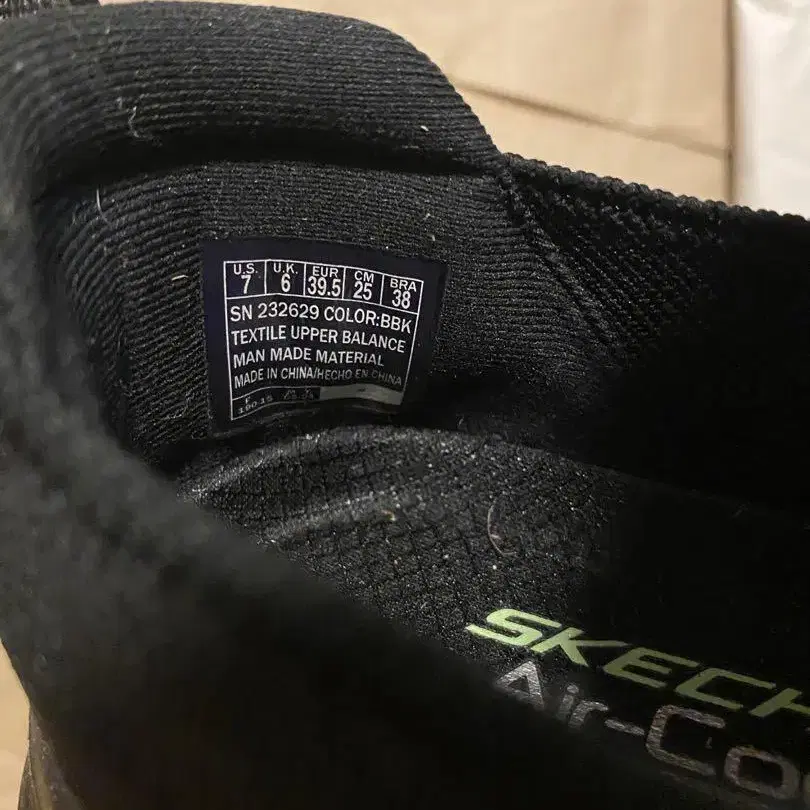 U.S. U.K. EUR CM BRA
7 6 39.5 25 38
SN 232629 COLOR:BBK
TEXTILE UPPER BALANCE
MAN MADE MATERIAL
MADE IN CHINA/HECHO EN CHINA
SKECH
Air-Coo